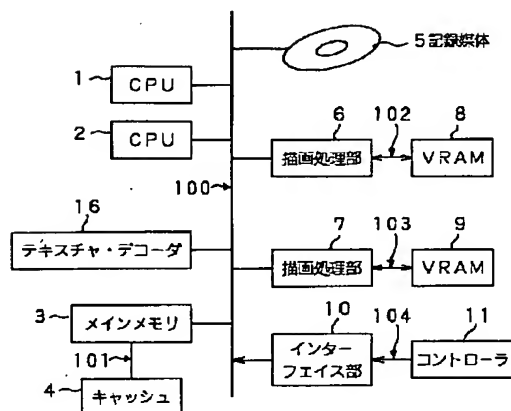 5 記録媒体
1
CPU
2
CPU
6
102
8
描画処理部
VRAM
100
16
テキスチャ・デコーダ
7
103
9
描画処理部
VRAM
3
メインメモリ
10
104
11
インター
フェイス部
コントローラ
101
4
キャッシュ